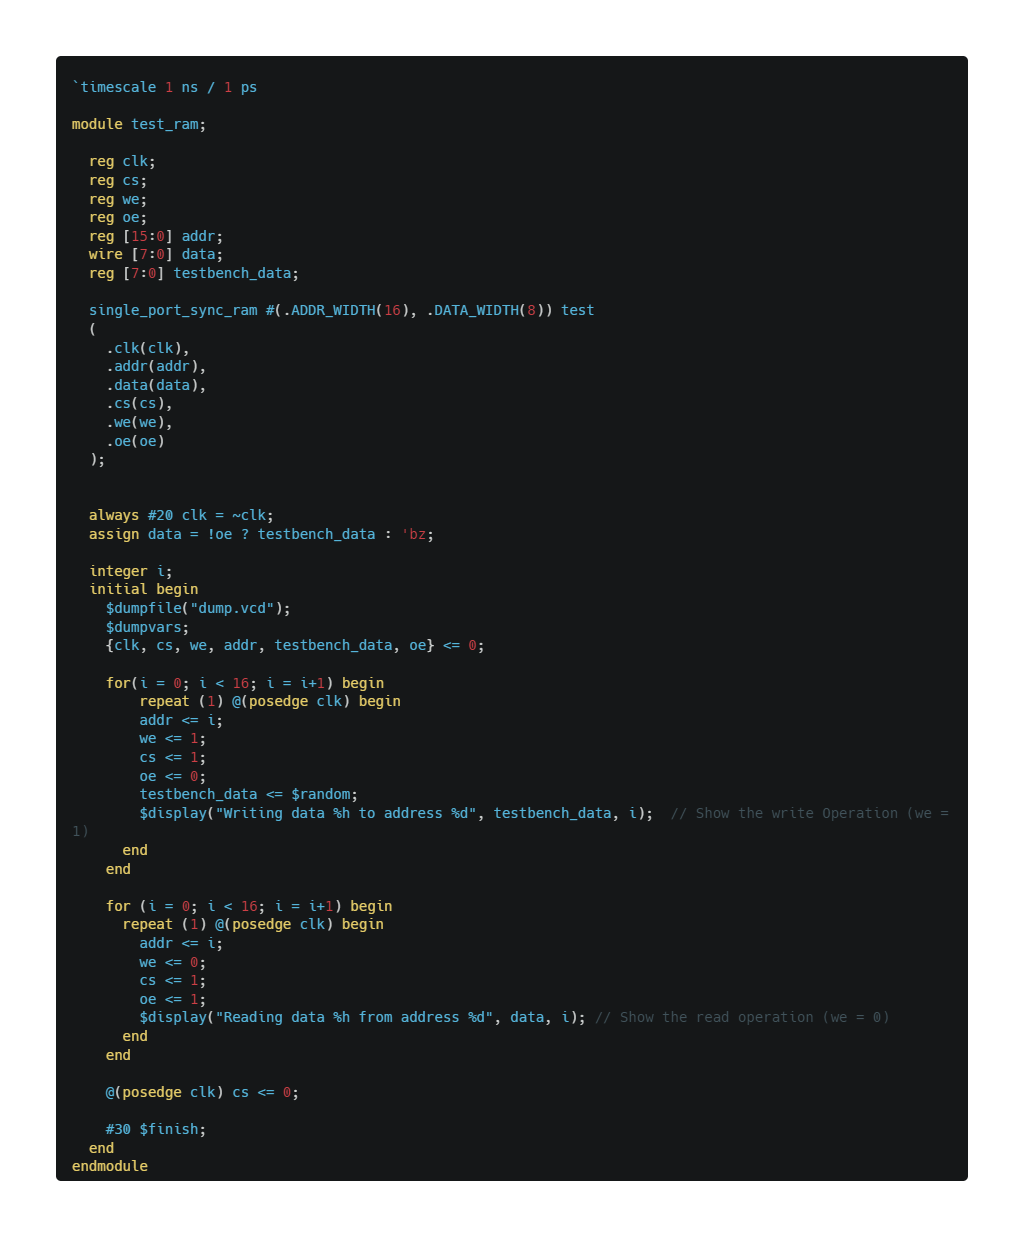 `timescale 1 ns / 1 ps

module test_ram;

  reg clk;
  reg cs;
  reg we;
  reg oe;
  reg [15:0] addr;
  wire [7:0] data;
  reg [7:0] testbench_data;

  single_port_sync_ram #(.ADDR_WIDTH(16), .DATA_WIDTH(8)) test
  (
    .clk(clk),
    .addr(addr),
    .data(data),
    .cs(cs),
    .we(we),
    .oe(oe)
  );


  always #20 clk = ~clk;
  assign data = !oe ? testbench_data : 'bz;

  integer i;
  initial begin
    $dumpfile("dump.vcd");
    $dumpvars;
    {clk, cs, we, addr, testbench_data, oe} <= 0;

    for(i = 0; i < 16; i = i+1) begin
        repeat (1) @(posedge clk) begin
        addr <= i;
        we <= 1;
        cs <= 1;
        oe <= 0;
        testbench_data <= $random;
        $display("Writing data %h to address %d", testbench_data, i);  // Show the write Operation (we =
1)
      end
    end

    for (i = 0; i < 16; i = i+1) begin
      repeat (1) @(posedge clk) begin
        addr <= i;
        we <= 0;
        cs <= 1;
        oe <= 1;
        $display("Reading data %h from address %d", data, i); // Show the read operation (we = 0)
      end
    end

    @(posedge clk) cs <= 0;

    #30 $finish;
  end
endmodule